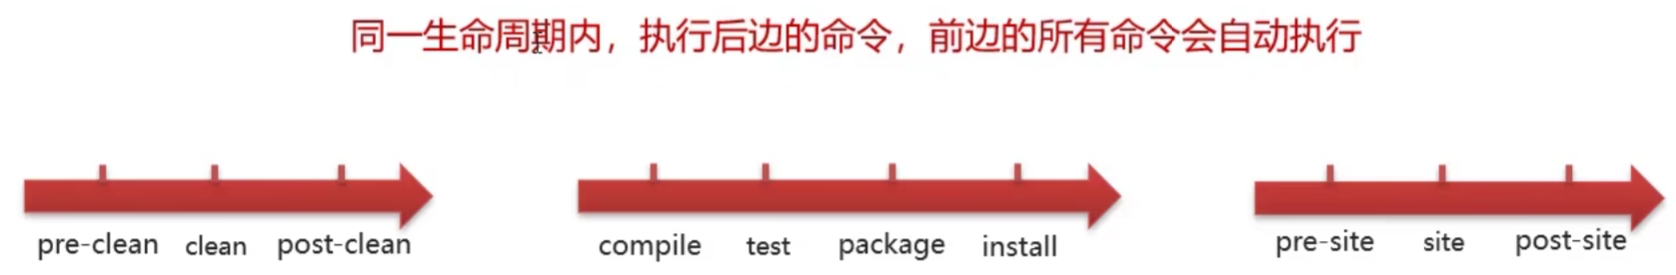 同一生命周期内，执行后边的命令，前边的所有命令会自动执行
pre-clean clean post-clean
compile test package install
pre-site site post-site